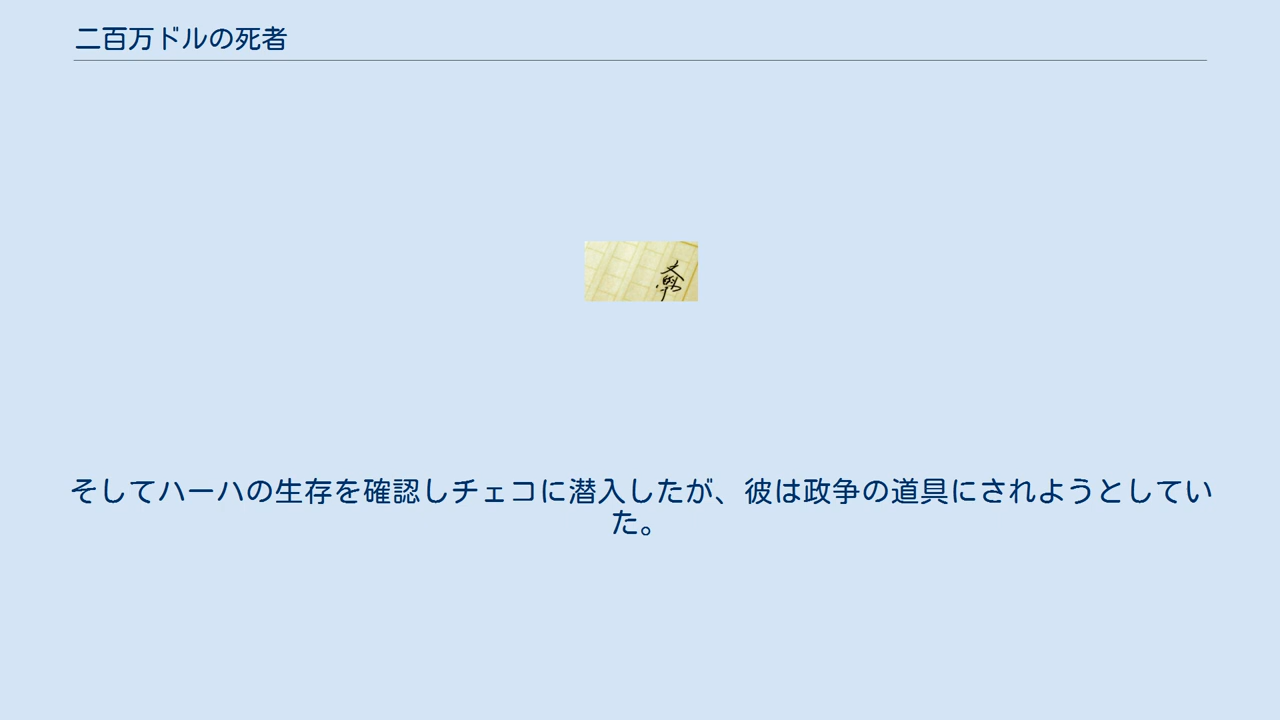 二百万ドルの死者
そしてハーハの生存を確認しチェコに潜入したが、彼は政争の道具にされようとしてい
た。